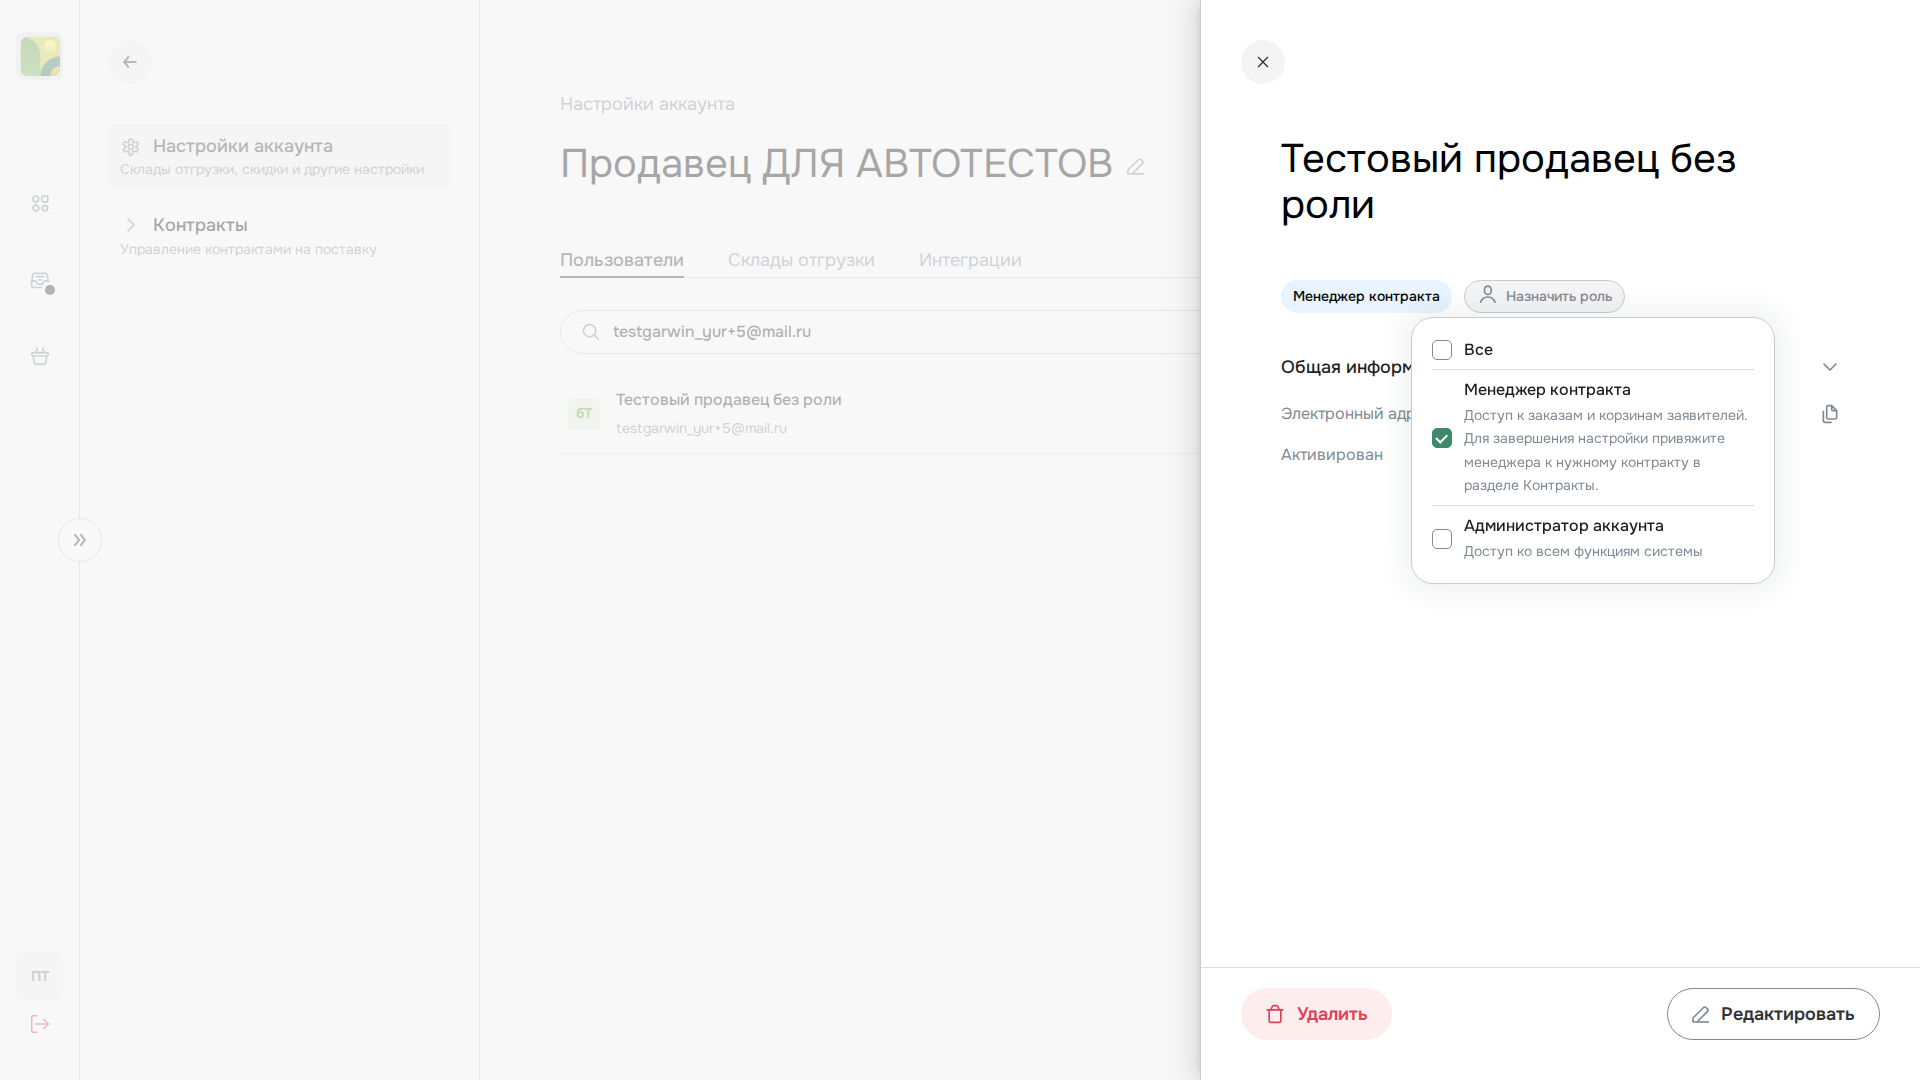 Настройки аккаунта
Склады отгрузки, скидки и другие настройки
Контракты
Управление контрактами на поставку
ПТ
Настройки аккаунта
Продавец ДЛЯ АВТОТЕСТОВ
Пользователи
Склады отгрузки
Интеграции
testgarwin_yur+5@mail.ru
бТ
Тестовый продавец без роли
testgarwin_yur+5@mail.ru
Тестовый продавец без
роли
Менеджер контракта
Назначить роль
Общая информ
Электронный адр
Активирован
Все
Менеджер контракта
Доступ к заказам и корзинам заявителей.
Для завершения настройки привяжите
менеджера к нужному контракту в
разделе Контракты.
Администратор аккаунта
Доступ ко всем функциям системы
Удалить
Редактировать